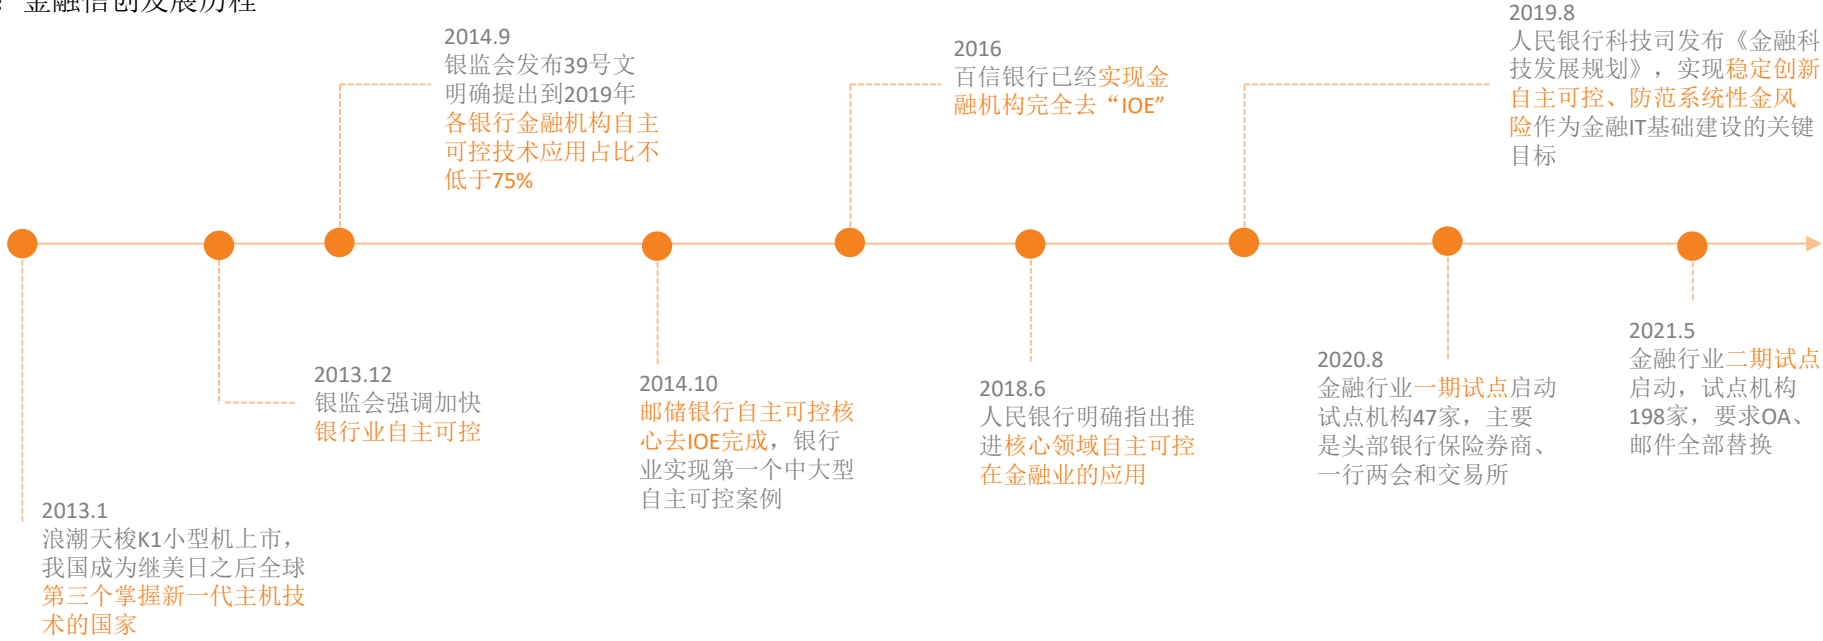 ：金融信创发展历程
2014.9
银监会发布39号文
明确提出到2019年
各银行金融机构自主
可控技术应用占比不
低于75%
2016
百信银行已经实现金
融机构完全去“IOE”
2019.8
人民银行科技司发布《金融科
技发展规划》，实现稳定创新
自主可控、防范系统性金风
险作为金融IT基础建设的关键
目标
2013.1
浪潮天梭K1小型机上市，
我国成为继美日之后全球
第三个掌握新一代主机技
术的国家
2013.12
银监会强调加快
银行业自主可控
2014.10
邮储银行自主可控核
心去IOE完成，银行
业实现第一个中大型
自主可控案例
2018.6
人民银行明确指出推
进核心领域自主可控
在金融业的应用
2020.8
金融行业一期试点启动
试点机构47家，主要
是头部银行保险券商、
一行两会和交易所
2021.5
金融行业二期试点
启动，试点机构
198家，要求OA、
邮件全部替换